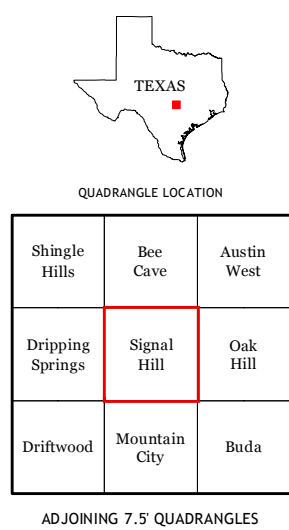 TEXAS
QUADRANGLE LOCATION
Shingle
Hills
Bee
Cave
Austin
West
Dripping
Springs
Signal
Hill
Oak
Hill
Driftwood
Mountain
City
Buda
ADJOINING 7.5' QUADRANGLES